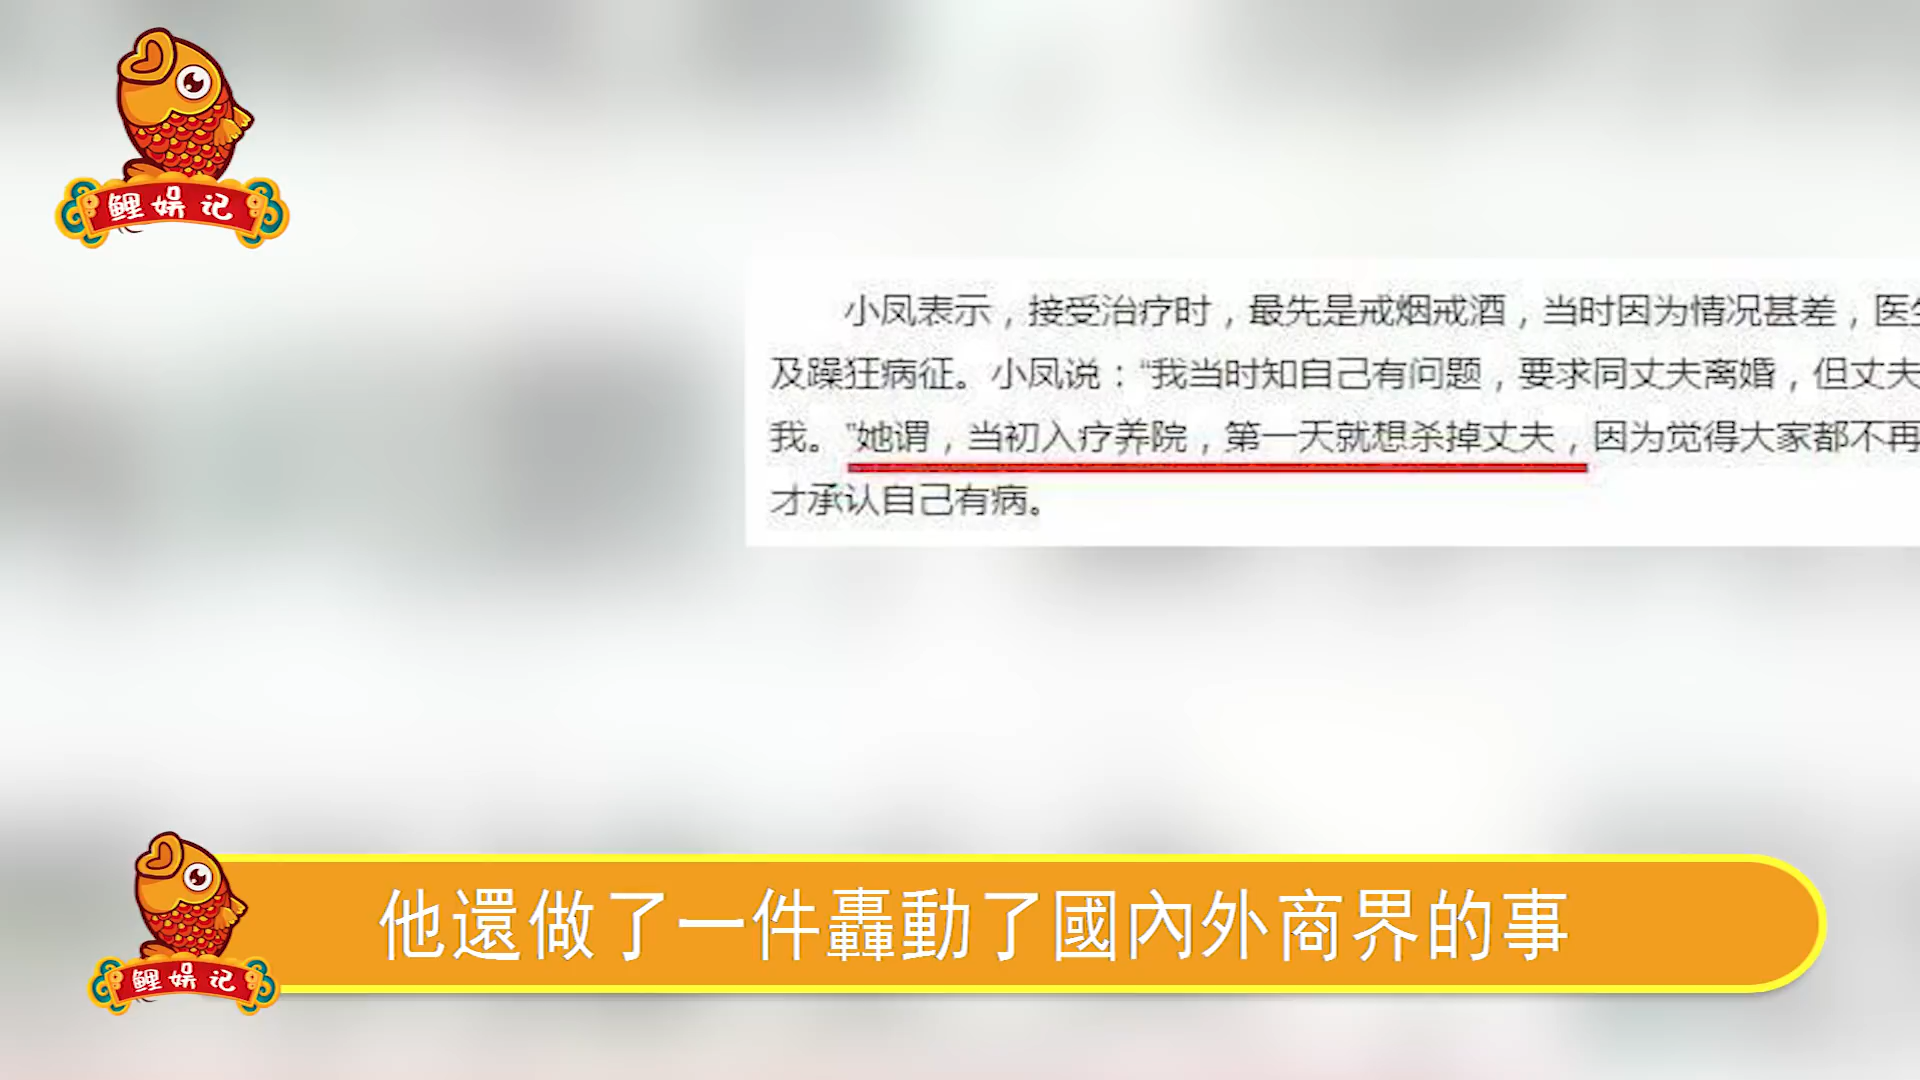 鲤娱记
小凤表示，接受治疗时，最先是戒烟戒酒，当时因为情况甚差，医生
及躁狂病征。小凤说：“我当时知自己有问题，要求同丈夫离婚，但丈夫
我。”她谓，当初入疗养院，第一天就想杀掉丈夫，因为觉得大家都不再
才承认自己有病。
他還做了一件轟動了國內外商界的事
鲤娱记